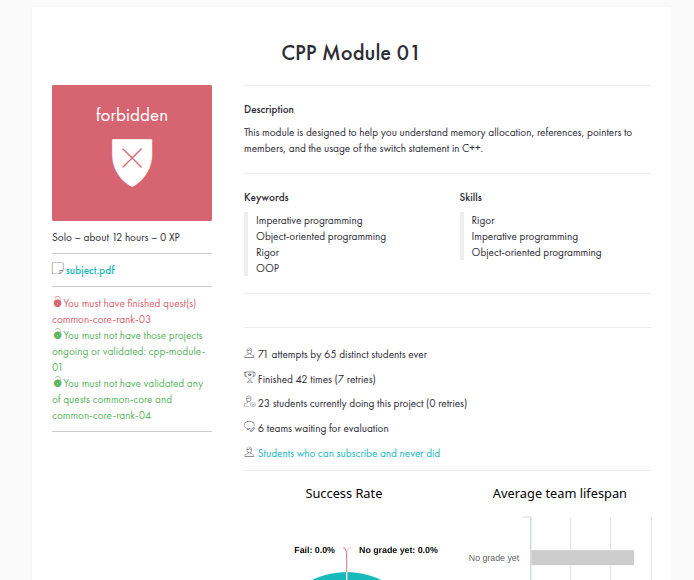 CPP Module 01
forbidden
Solo – about 12 hours – 0 XP
subject.pdf
You must have finished quest(s)
common-core-rank-03
You must not have those projects
ongoing or validated: cpp-module-
01
You must not have validated any
of quests common-core and
common-core-rank-04
Description
This module is designed to help you understand memory allocation, references, pointers to
members, and the usage of the switch statement in C++.
Keywords
Imperative programming
Object-oriented programming
Rigor
OOP
Skills
Rigor
Imperative programming
Object-oriented programming
71 attempts by 65 distinct students ever
Finished 42 times (7 retries)
23 students currently doing this project (0 retries)
6 teams waiting for evaluation
Students who can subscribe and never did
Success Rate
Fail: 0.0%
No grade yet: 0.0%
Average team lifespan
No grade yet